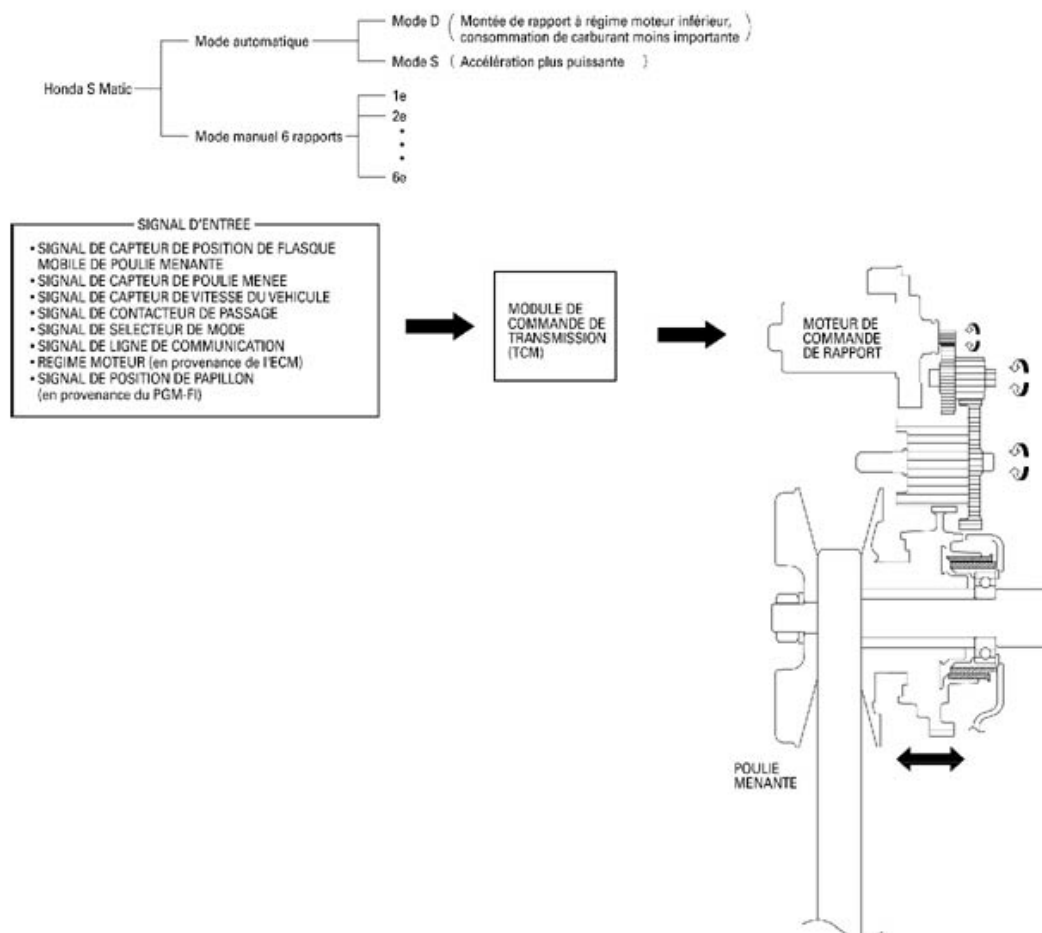 Mode D ( Montée de rapport à régime moteur inférieur,
consommation de carburant moins importante )
Mode automatique
Mode S ( Accélération plus puissante )
Honda S Matic
1e
2e
Mode manuel 6 rapports
6e
SIGNAL D'ENTREE
• SIGNAL DE CAPTEUR DE POSITION DE FLASQUE
MOBILE DE POULIE MENANTE
• SIGNAL DE CAPTEUR DE POULIE MENEE
• SIGNAL DE CAPTEUR DE VITESSE DU VEHICULE
• SIGNAL DE CONTACTEUR DE PASSAGE
• SIGNAL DE SELECTEUR DE MODE
• SIGNAL DE LIGNE DE COMMUNICATION
• REGIME MOTEUR (en provenance de l'ECM)
• SIGNAL DE POSITION DE PAPILLON
(en provenance du PGM-FI)
MODULE DE
COMMANDE DE
TRANSMISSION
(TCM)
MOTEUR DE
COMMANDE
DE RAPPORT
POULIE
MENANTE